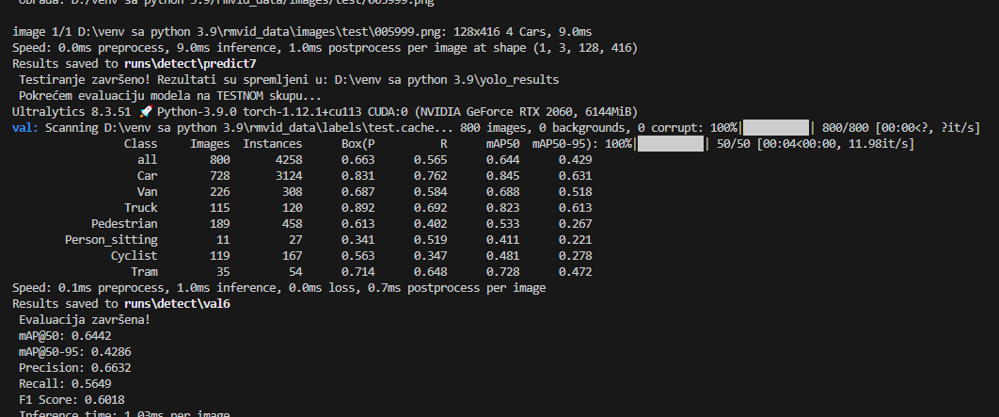 Obrada: D:/venv sa python 3.9/rmvid_data/images/test/005999.png
image 1/1 D:\venv sa python 3.9\rmvid_data\images\test\005999.png: 128x416 4 Cars, 9.0ms
Speed: 0.0ms preprocess, 9.0ms inference, 1.0ms postprocess per image at shape (1, 3, 128, 416)
Results saved to runs\detect\predict7
Testiranje završeno! Rezultati su spremljeni u: D:\venv sa python 3.9\yolo_results
Pokrećem evaluaciju modela na TESTNOM skupu...
Ultralytics 8.3.51 🚀 Python-3.9.0 torch-1.12.1+cu113 CUDA:0 (NVIDIA GeForce RTX 2060, 6144MiB)
val: Scanning D:\venv sa python 3.9\rmvid_data\labels\test.cache... 800 images, 0 backgrounds, 0 corrupt: 100%|██████████| 800/800 [00:00<?, ?it/s]
Class Images Instances Box(P R mAP50 mAP50-95): 100%|██████████| 50/50 [00:04<00:00, 11.98it/s]
all 800 4258 0.663 0.565 0.644 0.429
Car 728 3124 0.831 0.762 0.845 0.631
Van 226 308 0.687 0.584 0.688 0.518
Truck 115 120 0.892 0.692 0.823 0.613
Pedestrian 189 458 0.613 0.402 0.533 0.267
Person_sitting 11 27 0.341 0.519 0.411 0.221
Cyclist 119 167 0.563 0.347 0.481 0.278
Tram 35 54 0.714 0.648 0.728 0.472
Speed: 0.1ms preprocess, 1.0ms inference, 0.0ms loss, 0.7ms postprocess per image
Results saved to runs\detect\val6
Evaluacija završena!
mAP@50: 0.6442
mAP@50-95: 0.4286
Precision: 0.6632
Recall: 0.5649
F1 Score: 0.6018
Inference time: 1.03ms per image